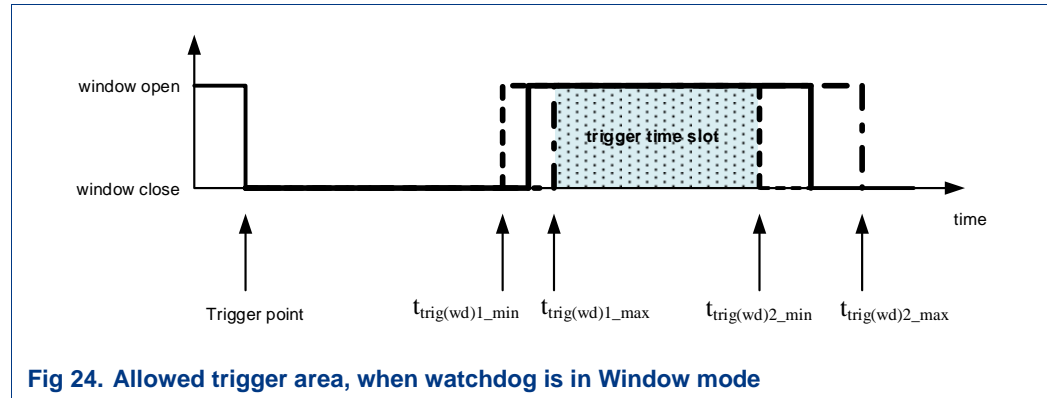 window open
trigger time slot
window close
time
Trigger point
ttrig(wd)1_min
ttrig(wd)1_max
ttrig(wd)2_min
ttrig(wd)2_max
Fig 24. Allowed trigger area, when watchdog is in Window mode